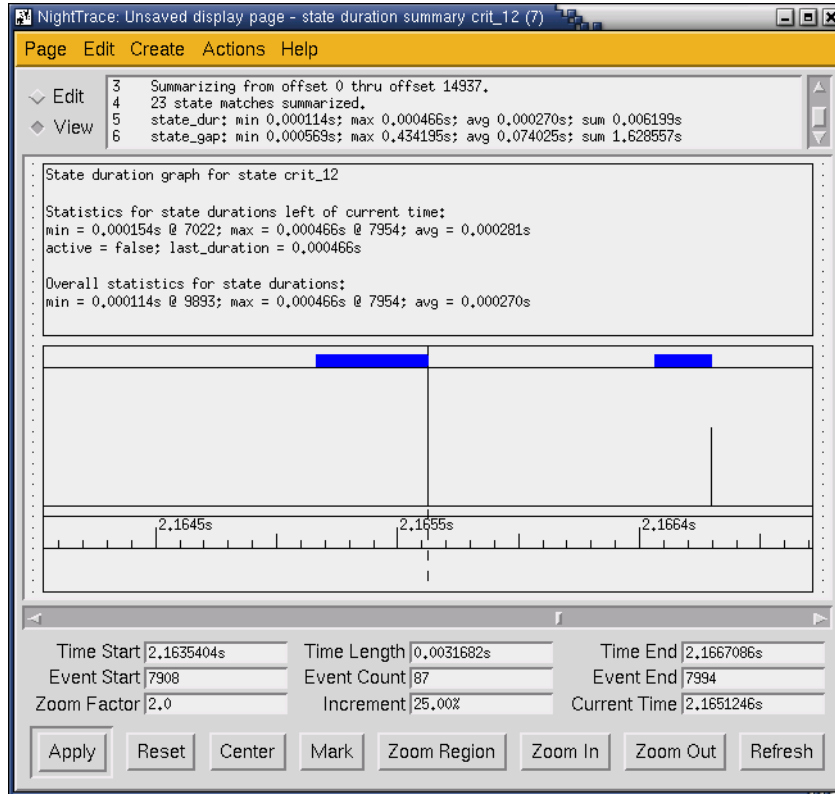 NightTrace: Unsaved display page - state duration summary crit_12 (7)
Page Edit Create Actions Help
Edit
View
3 Summarizing from offset 0 thru offset 14937.
4 23 state matches summarized.
5 state_dur: min 0.000114s; max 0.000466s; avg 0.000270s; sum 0.006199s
6 state_gap: min 0.000569s; max 0.434195s; avg 0.074025s; sum 1.628557s
State duration graph for state crit_12
Statistics for state durations left of current time:
min = 0.000154s @ 7022; max = 0.000466s @ 7954; avg = 0.000281s
active = false; last_duration = 0.000466s
Overall statistics for state durations:
min = 0.000114s @ 9893; max = 0.000466s @ 7954; avg = 0.000270s
2.1645s 2.1655s 2.1664s
Time Start 2.1635404s Time Length 0.0031682s Time End 2.1667086s
Event Start 7908 Event Count 87 Event End 7994
Zoom Factor 2.0 Increment 25.00% Current Time 2.1651246s
Apply Reset Center Mark Zoom Region Zoom In Zoom Out Refresh